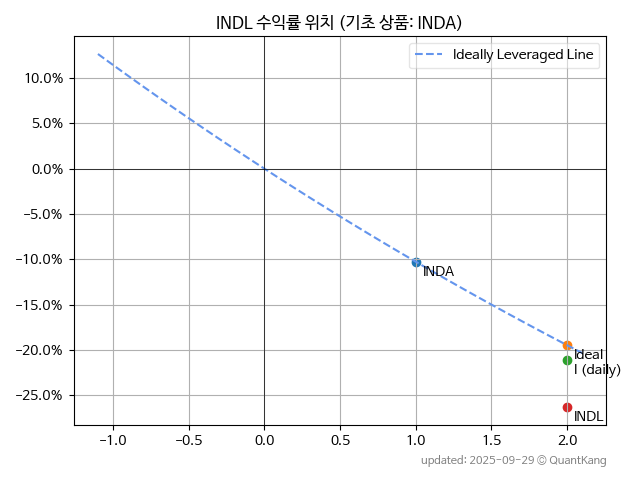 INDL 수익률 위치 (기초 상품: INDA)
Ideally Leveraged Line
10.0%
5.0%
0.0%
−5.0%
−10.0%
−15.0%
−20.0%
−25.0%
INDA
Ideal
I (daily)
INDL
−1.0 −0.5 0.0 0.5 1.0 1.5 2.0
updated: 2025-09-29 © QuantKang